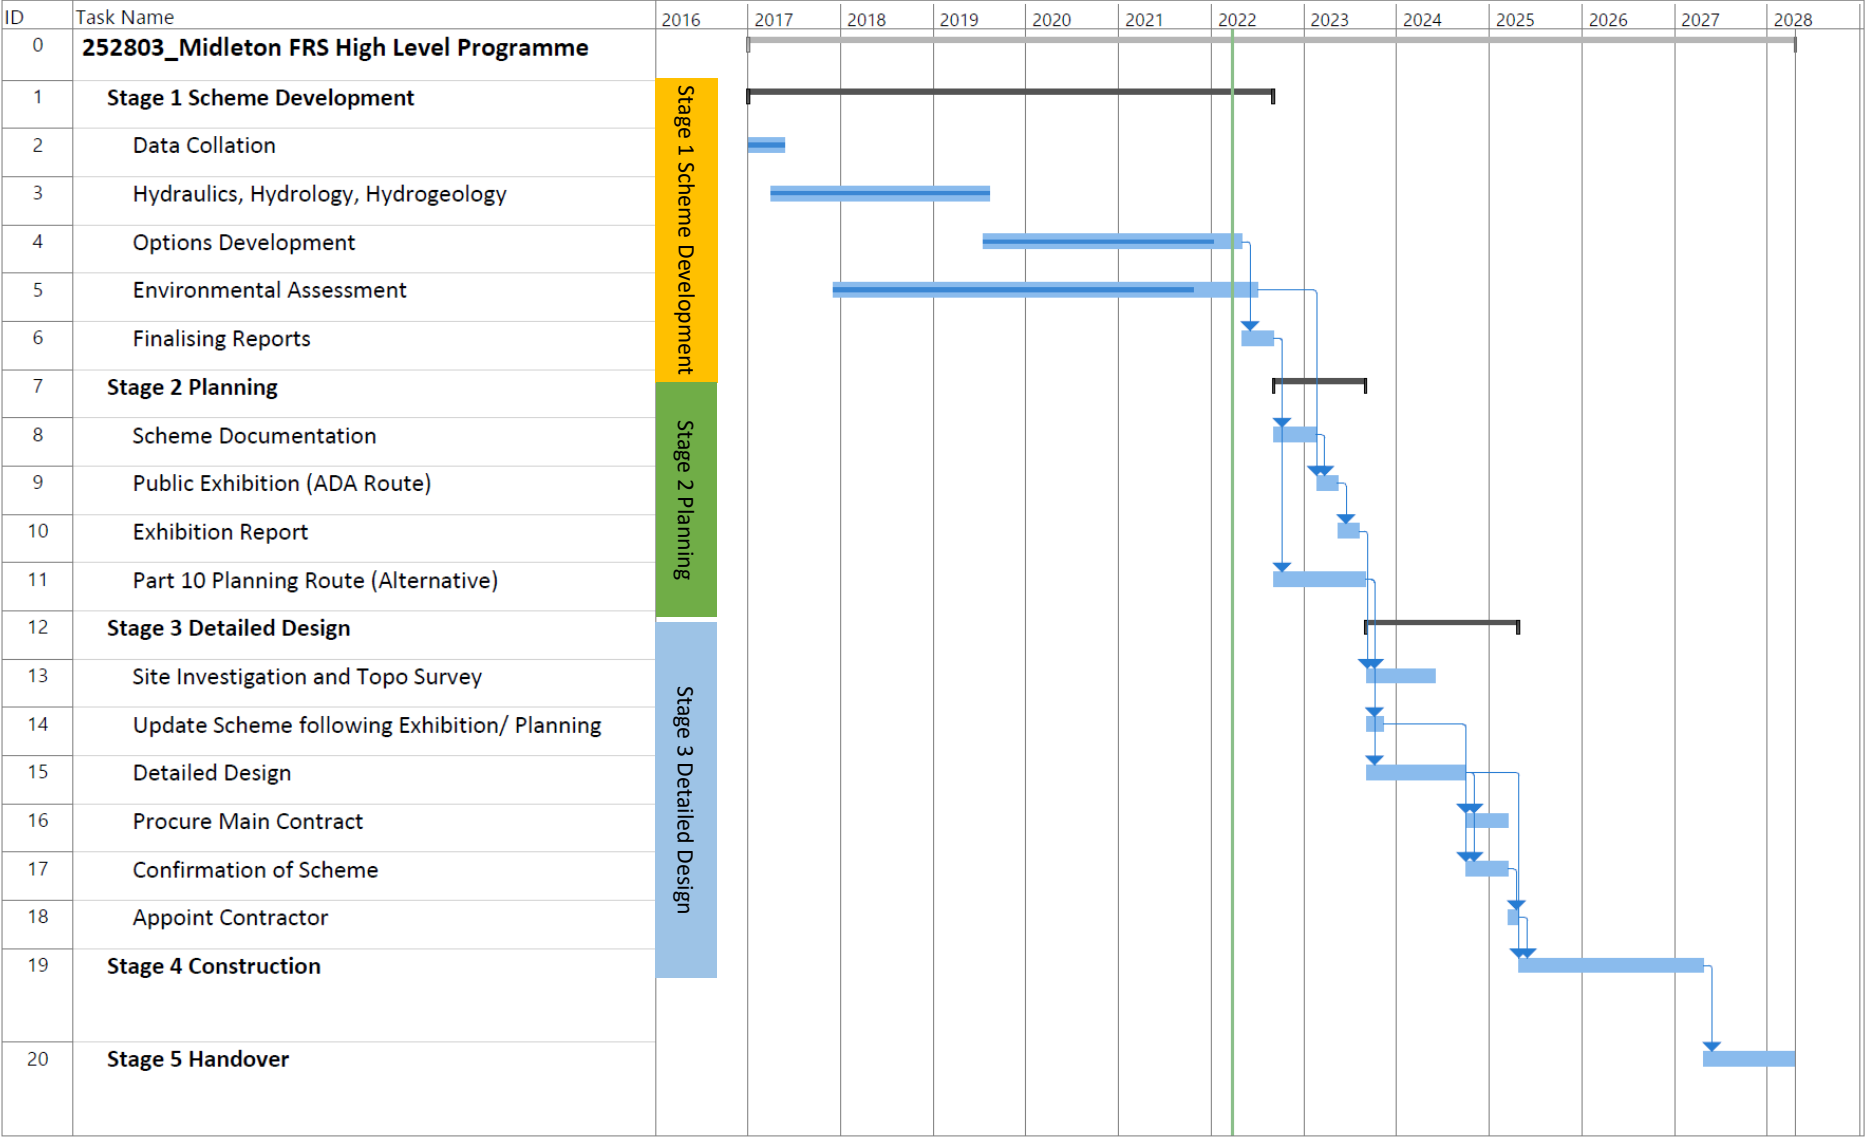 ID Task Name 2016 2017 2018 2019 2020 2021 2022 2023 2024 2025 2026 2027 2028
0 252803_Midleton FRS High Level Programme
1 Stage 1 Scheme Development
2 Data Collation
3 Hydraulics, Hydrology, Hydrogeology
4 Options Development
5 Environmental Assessment
6 Finalising Reports
Stage 1 Scheme Development
7 Stage 2 Planning
8 Scheme Documentation
9 Public Exhibition (ADA Route)
10 Exhibition Report
11 Part 10 Planning Route (Alternative)
Stage 2 Planning
12 Stage 3 Detailed Design
13 Site Investigation and Topo Survey
14 Update Scheme following Exhibition/ Planning
15 Detailed Design
16 Procure Main Contract
17 Confirmation of Scheme
18 Appoint Contractor
Stage 3 Detailed Design
19 Stage 4 Construction
20 Stage 5 Handover